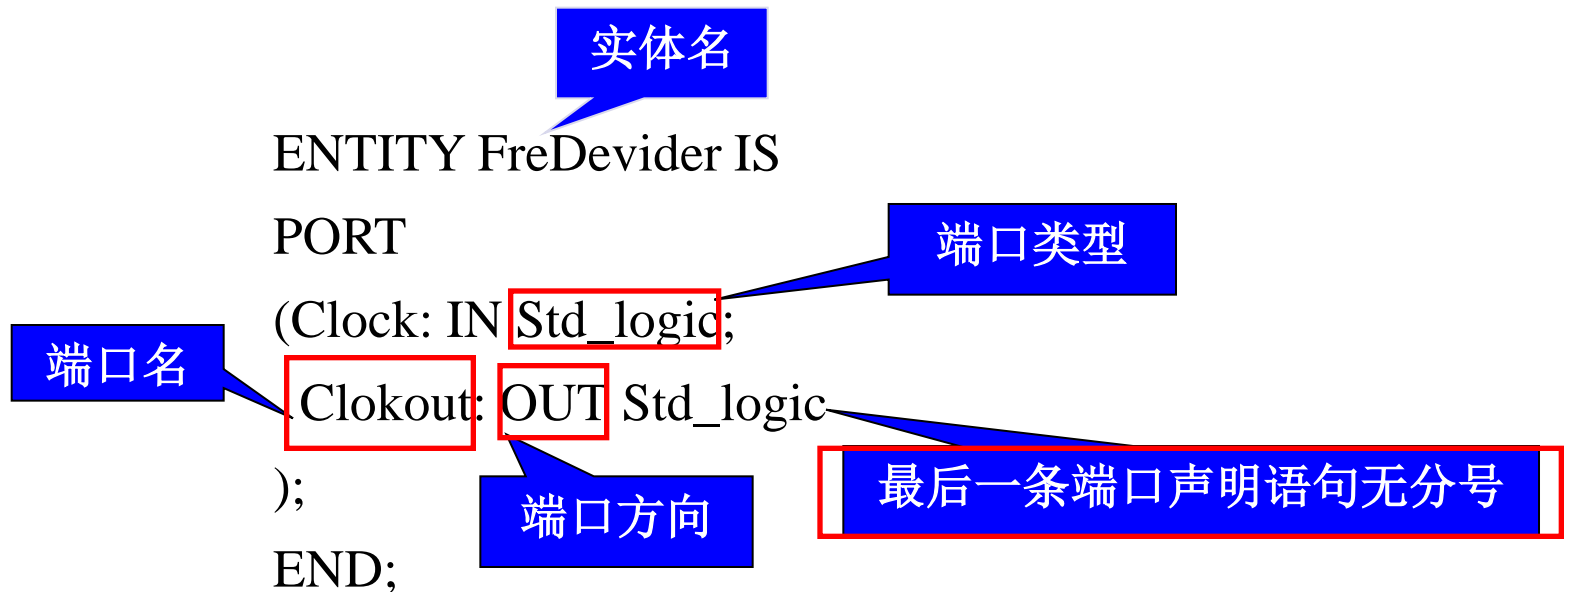 实体名
ENTITY FreDevider IS
PORT
端口类型
(Clock: IN Std_logic;
端口名
Clokout: OUT Std_logic
最后一条端口声明语句无分号
);
端口方向
END;